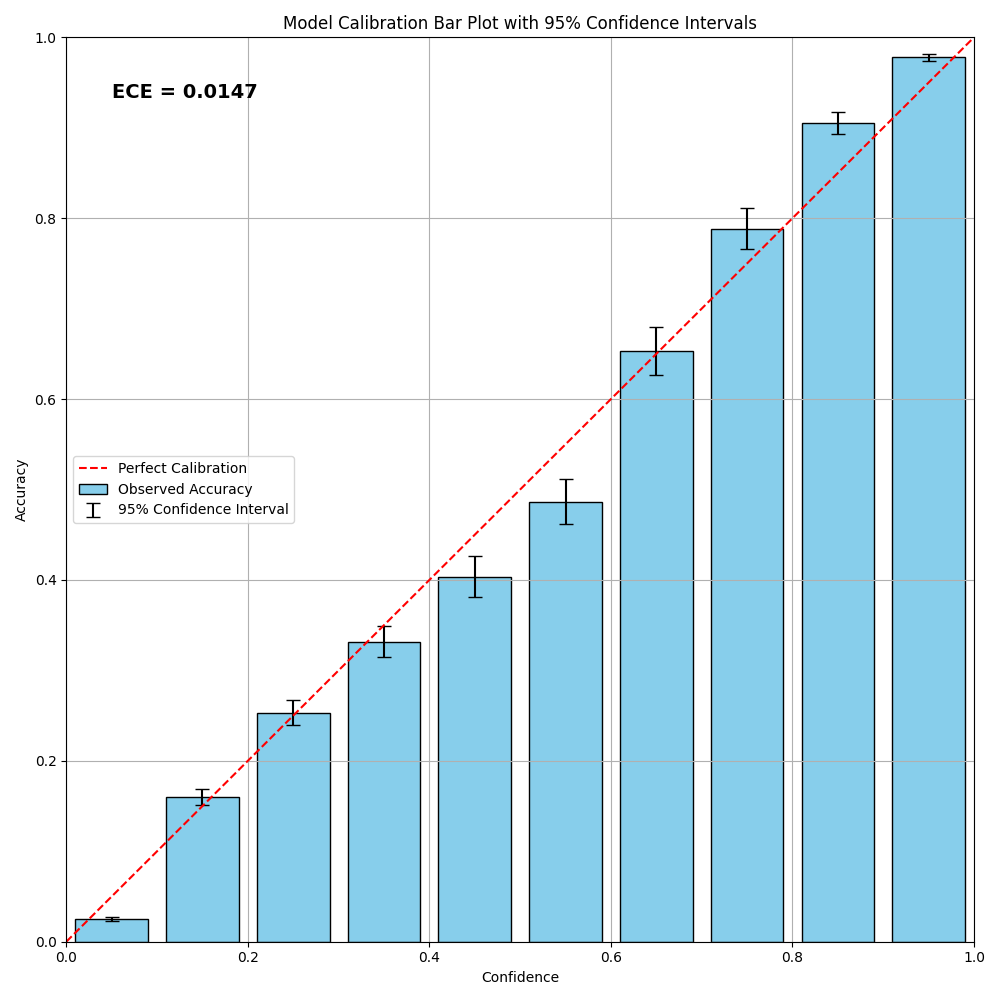 Model Calibration Bar Plot with 95% Confidence Intervals
1.0
ECE = 0.0147
0.8
0.6
Accuracy
Perfect Calibration
Observed Accuracy
95% Confidence Interval
0.4
0.2
0.0
0.0 0.2 0.4 0.6 0.8 1.0
Confidence